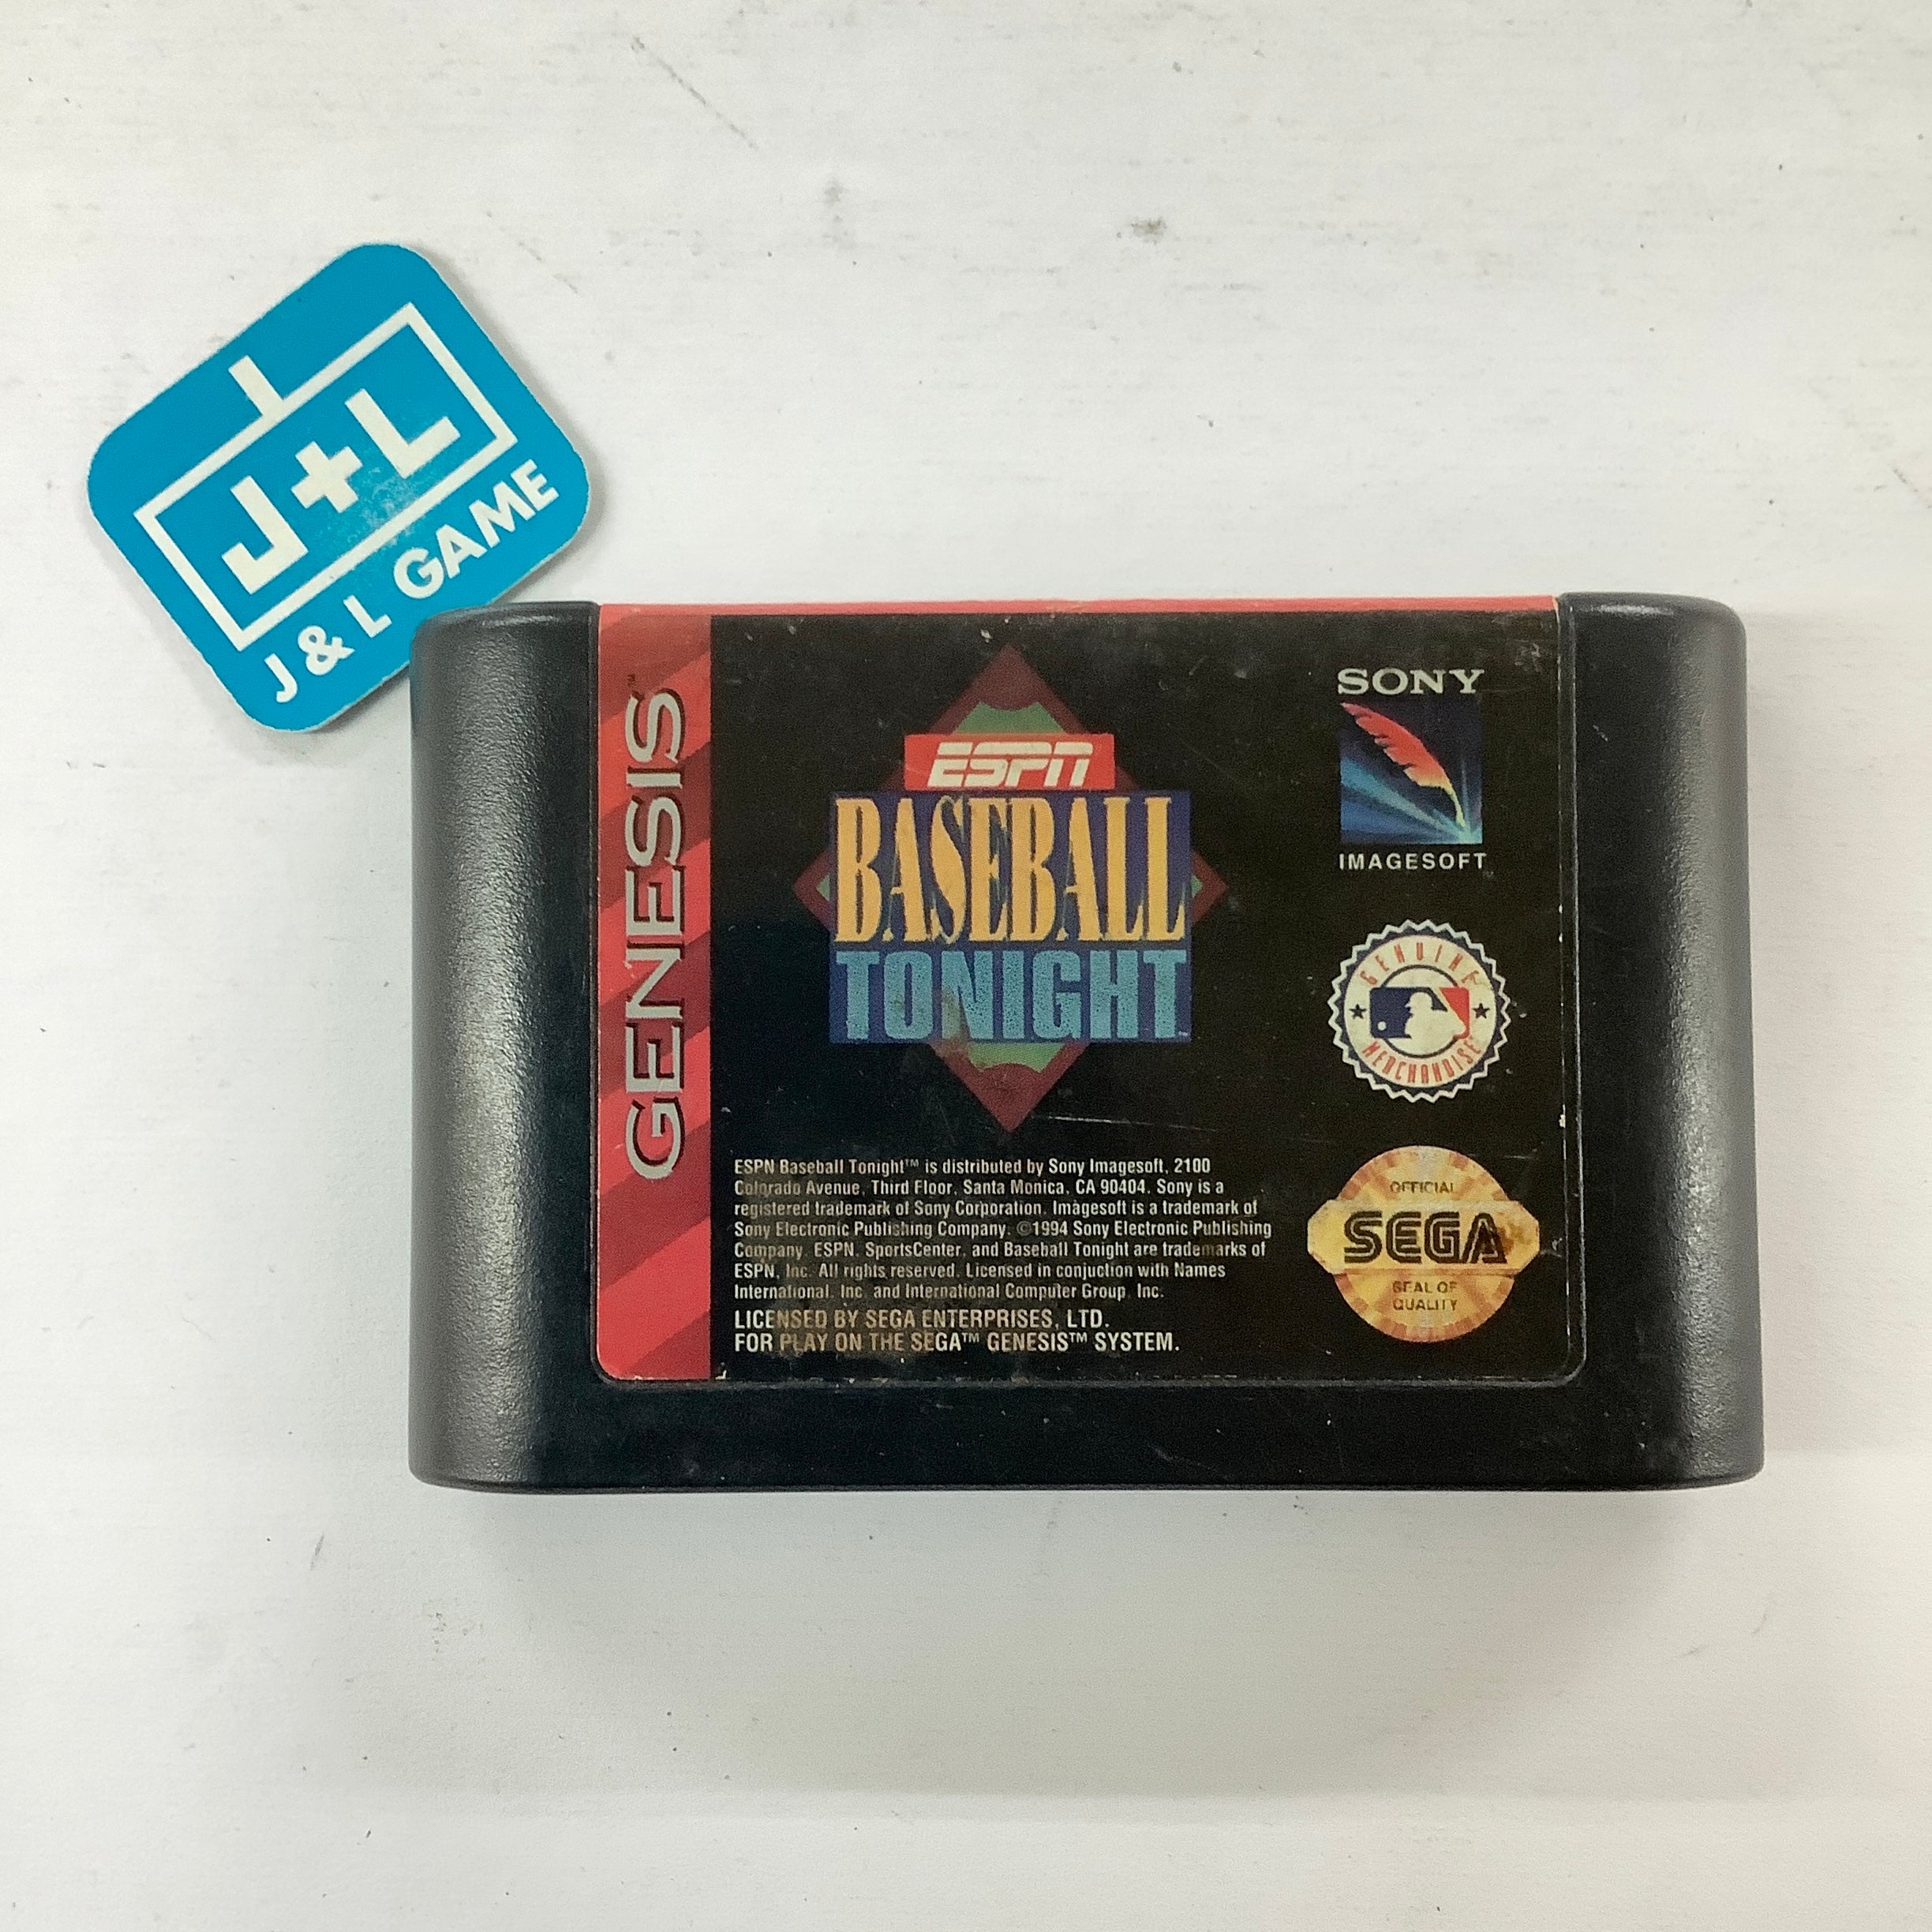 J+L
J & L GAME
GENESIS™
ESPN
BASEBALL
TONIGHT
SONY
IMAGESOFT
GENUINE
MERCHANDISE
ESPN Baseball Tonight™ is distributed by Sony Imagesoft, 2100
Colorado Avenue, Third Floor, Santa Monica, CA 90404. Sony is a
registered trademark of Sony Corporation. Imagesoft is a trademark of
Sony Electronic Publishing Company. ©1994 Sony Electronic Publishing
Company. ESPN, SportsCenter, and Baseball Tonight are trademarks of
ESPN, Inc. All rights reserved. Licensed in conjuction with Names
International, Inc. and International Computer Group, Inc.
LICENSED BY SEGA ENTERPRISES, LTD.
FOR PLAY ON THE SEGA™ GENESIS™ SYSTEM.
OFFICIAL
SEGA
SEAL OF
QUALITY